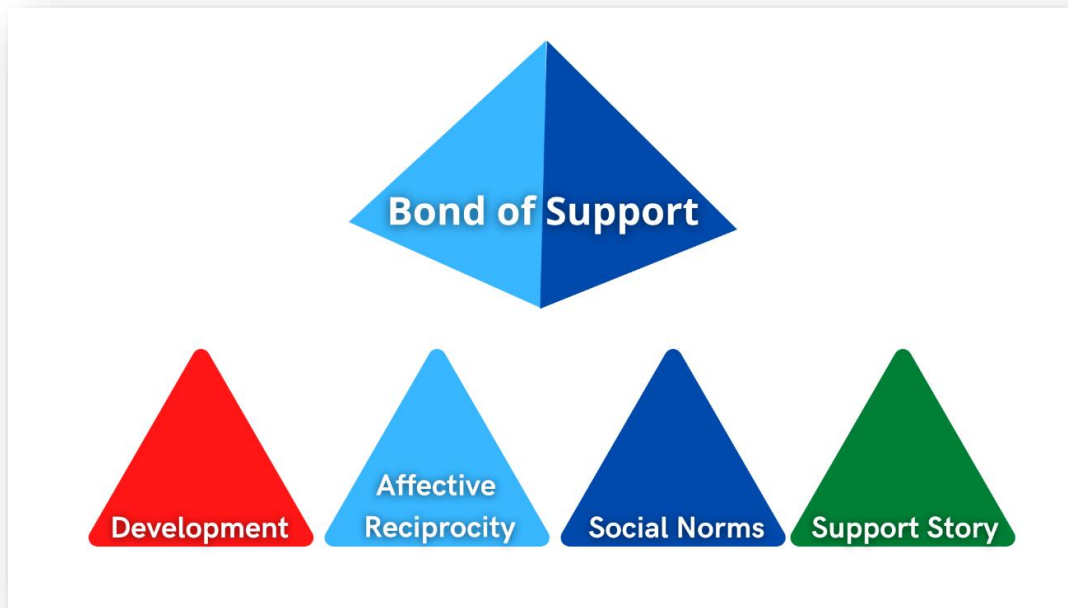 Bond of Support
Development
Affective
Reciprocity
Social Norms
Support Story